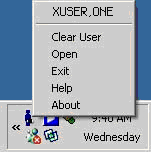 XUSER,ONE
Clear User
Open
Exit
Help
About
9:40 AM
Wednesday